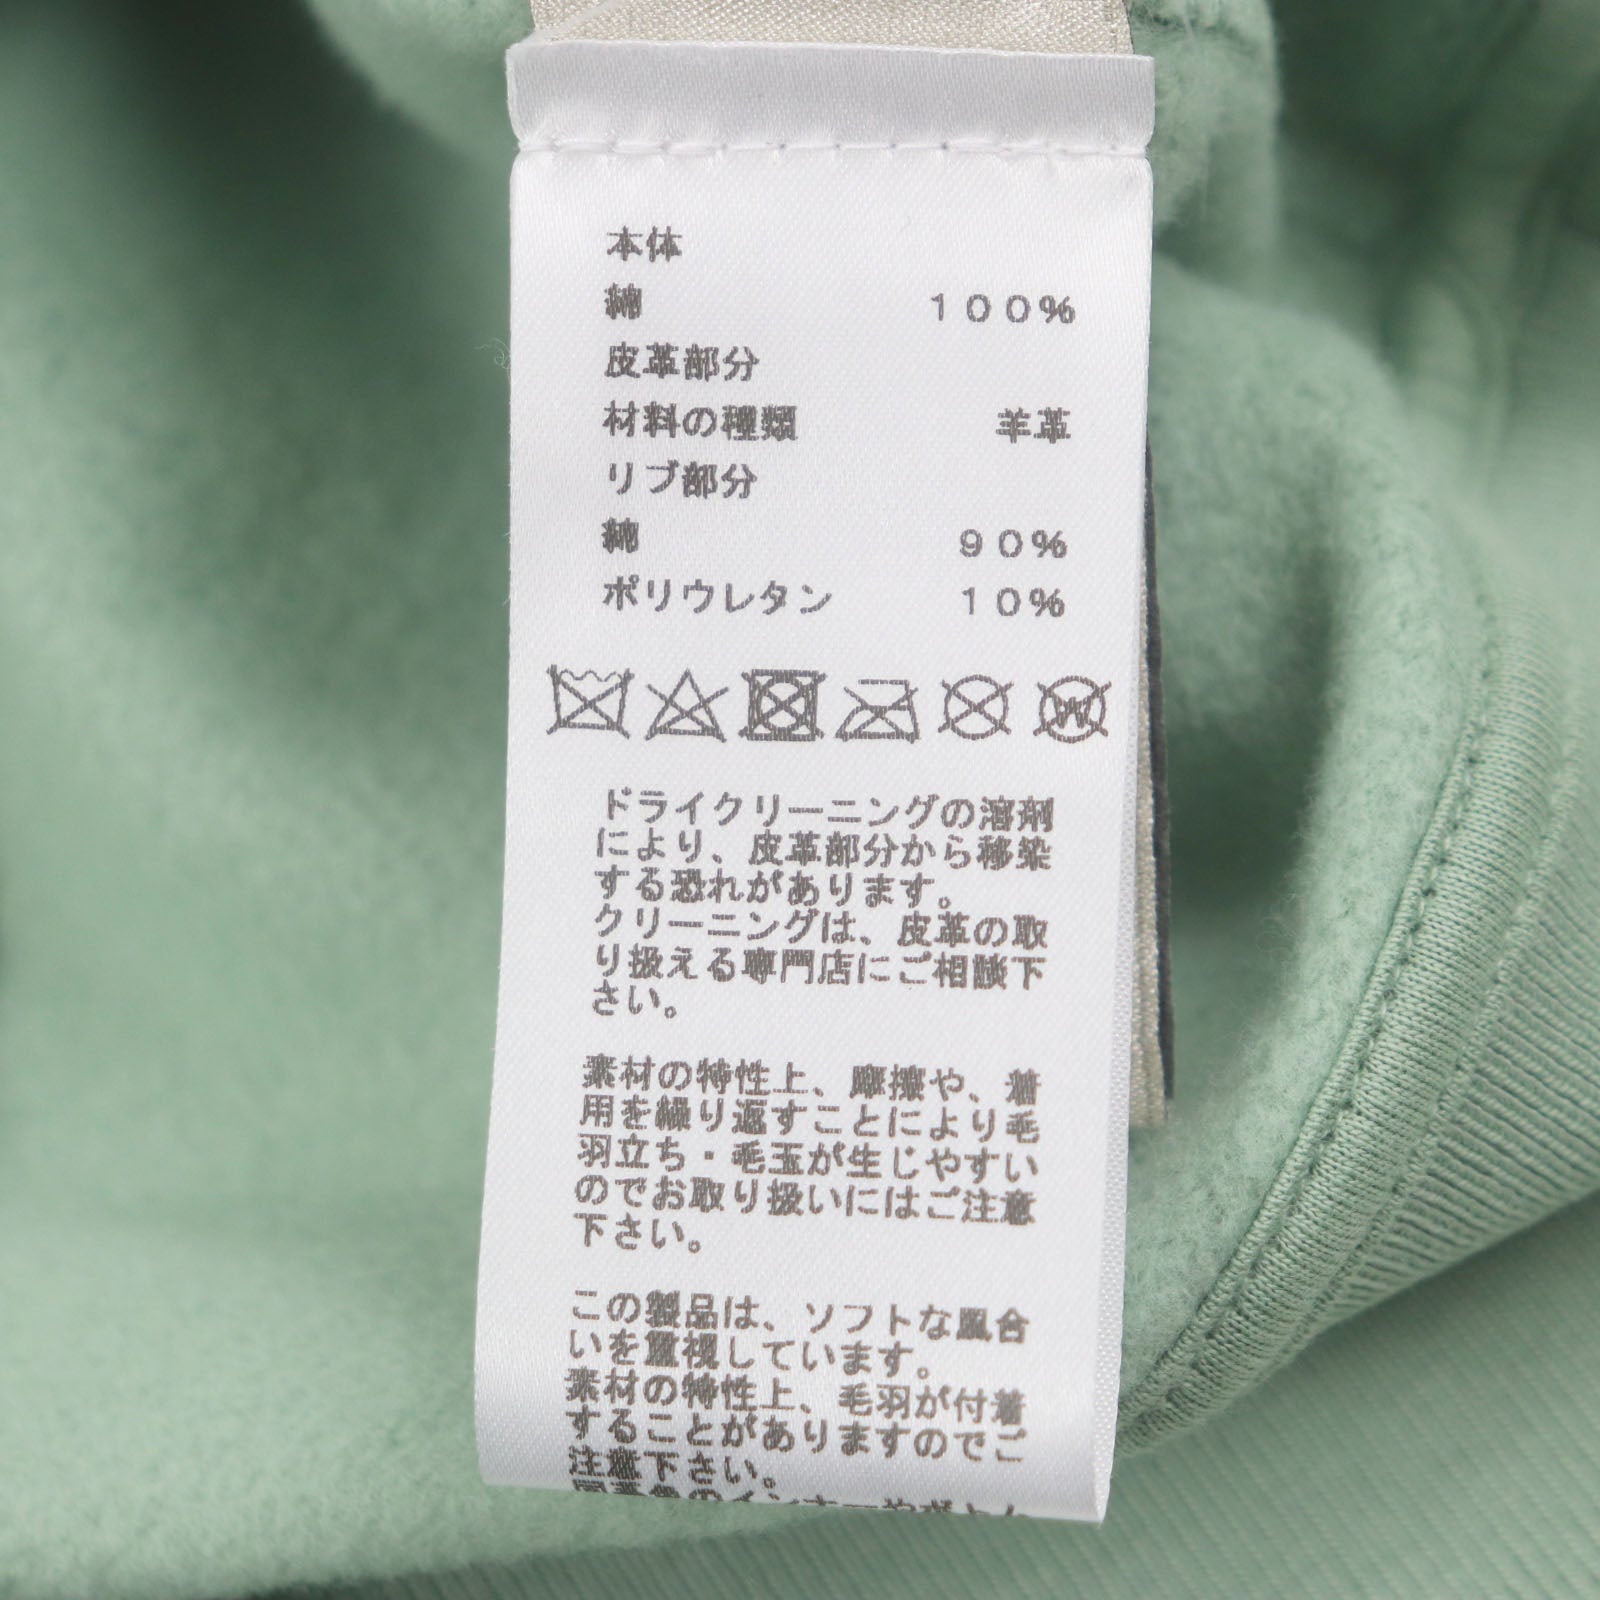 本体
綿 100%
皮革部分
材料の種類 羊革
リブ部分
綿 90%
ポリウレタン 10%
W
ドライクリーニングの溶剤
により、皮革部分から移染
する恐れがあります。
クリーニングは、皮革の取
り扱える専門店にご相談下
さい。
素材の特性上、摩擦や、着
用を繰り返すことにより毛
羽立ち・毛玉が生じやすい
のでお取り扱いにはご注意
下さい。
この製品は、ソフトな風合
いを重視しています。
素材の特性上、毛羽が付着
することがありますのでご
注意下さい。